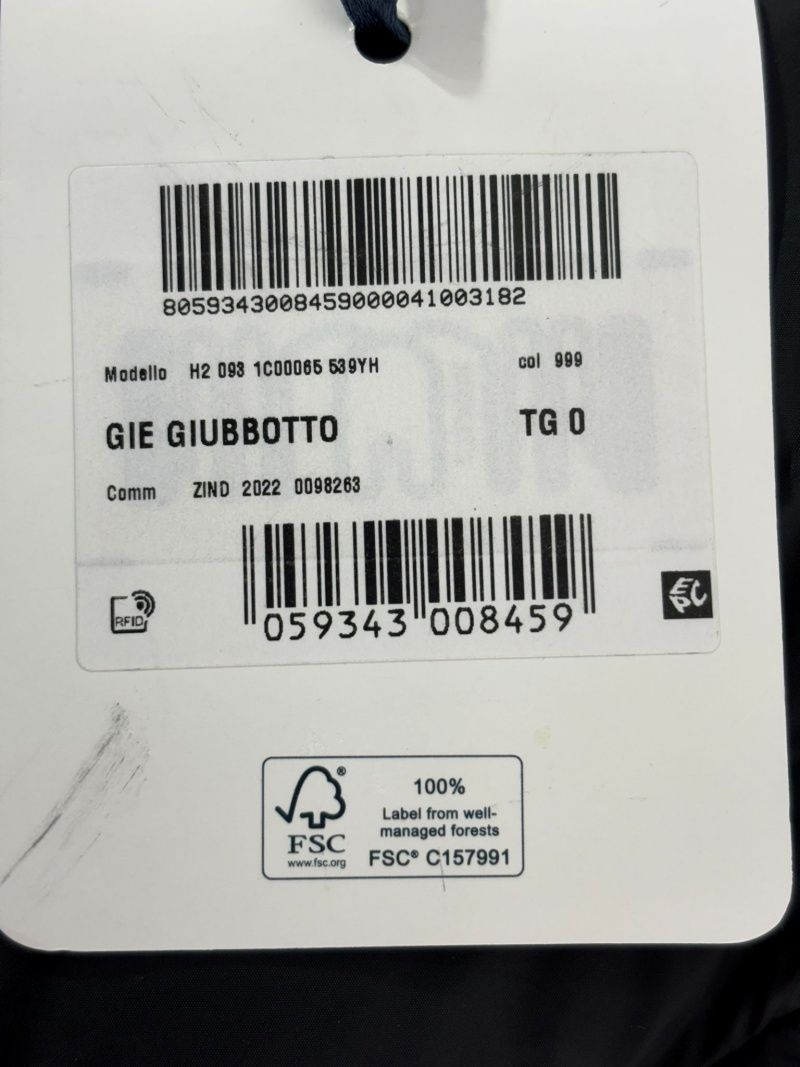 8059343008459000041003182
Modello H2 093 1C00065 539YH col 999
GIE GIUBBOTTO TG 0
Comm ZIND 2022 0098263
RFID
EPC
059343 008459
®
FSC
www.fsc.org
100%
Label from well-
managed forests
FSC® C157991